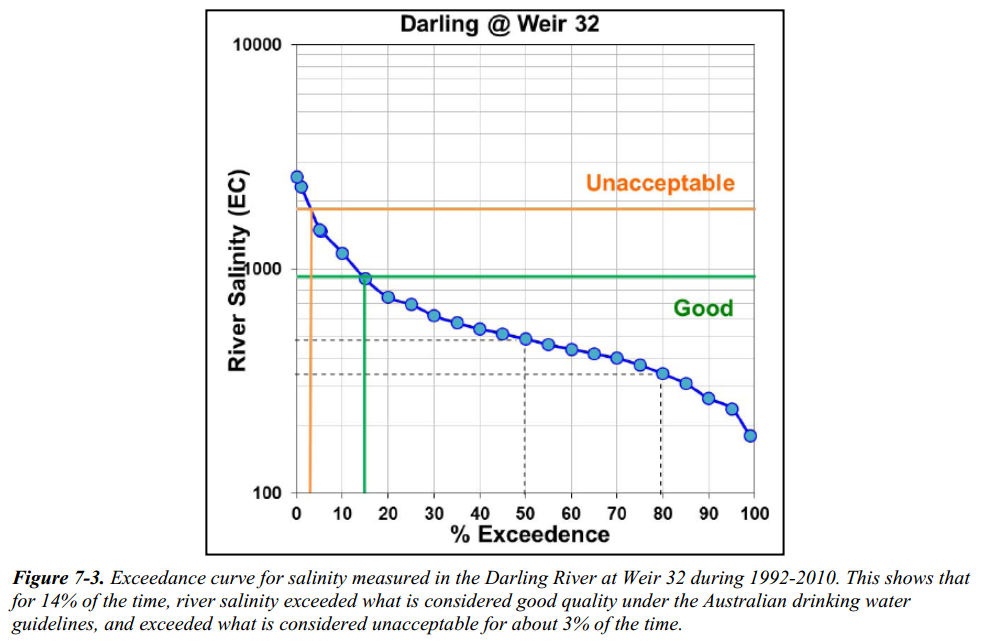 Darling @ Weir 32
10000
Unacceptable
1000
Good
River Salinity (EC)
100
0 10 20 30 40 50 60 70 80 90 100
% Exceedence
Figure 7-3. Exceedance curve for salinity measured in the Darling River at Weir 32 during 1992-2010. This shows that
for 14% of the time, river salinity exceeded what is considered good quality under the Australian drinking water
guidelines, and exceeded what is considered unacceptable for about 3% of the time.